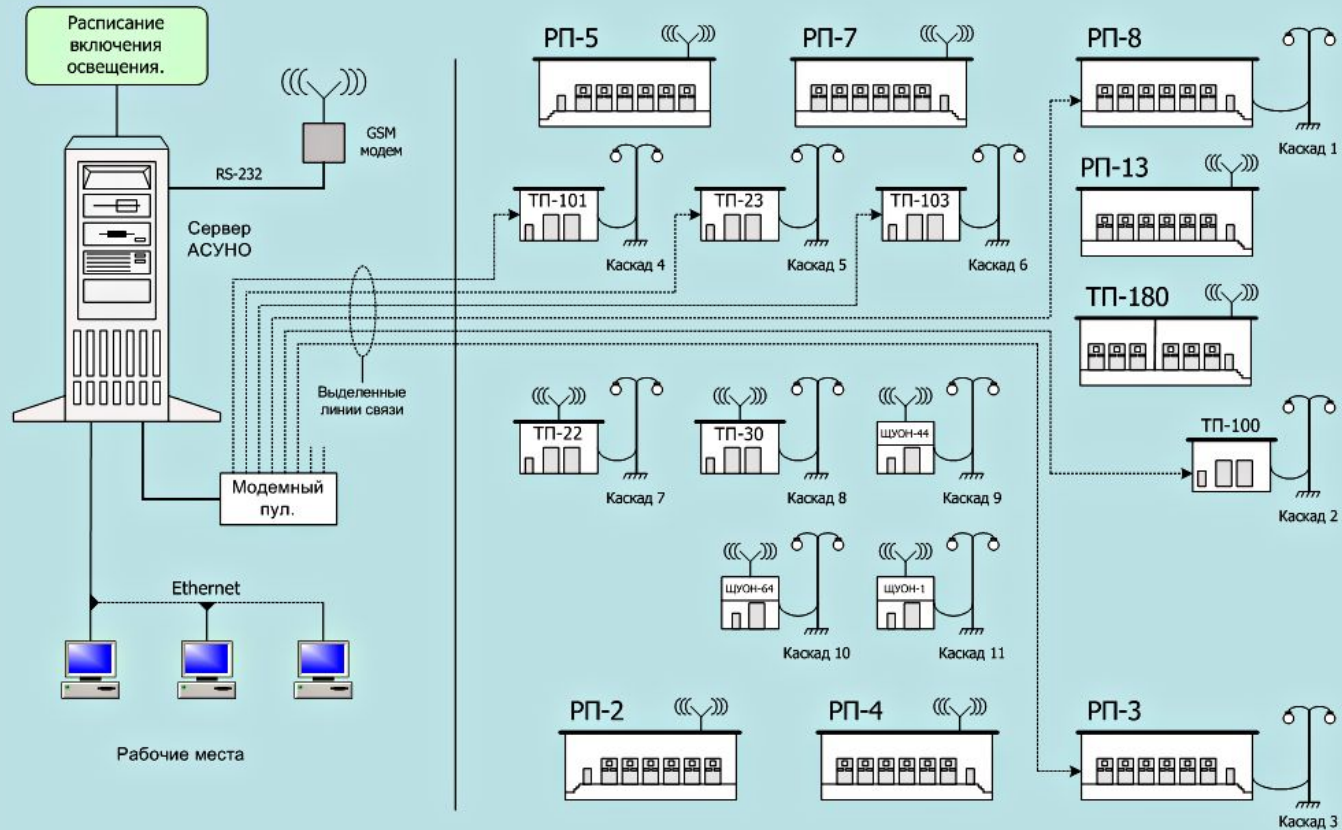 Расписание
включения
освещения.
GSM
модем
RS-232
Сервер
АСУНО
Выделенные
линии связи
Модемный
пул.
Ethernet
Рабочие места
РП-5
РП-7
РП-8
Каскад 1
РП-13
ТП-101
Каскад 4
ТП-23
Каскад 5
ТП-103
Каскад 6
ТП-180
ТП-22
Каскад 7
ТП-30
Каскад 8
ЩУОН-44
Каскад 9
ТП-100
Каскад 2
ЩУОН-64
Каскад 10
ЩУОН-1
Каскад 11
РП-2
РП-4
РП-3
Каскад 3